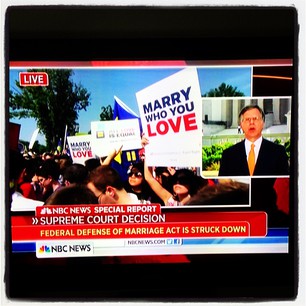 LIVE
MARRY
WHO YOU
LOVE
MARRY
WHO YOU
LOVE
NBC NEWS SPECIAL REPORT
» SUPREME COURT DECISION
FEDERAL DEFENSE OF MARRIAGE ACT IS STRUCK DOWN
NBC NEWS
NBCNEWS.COM